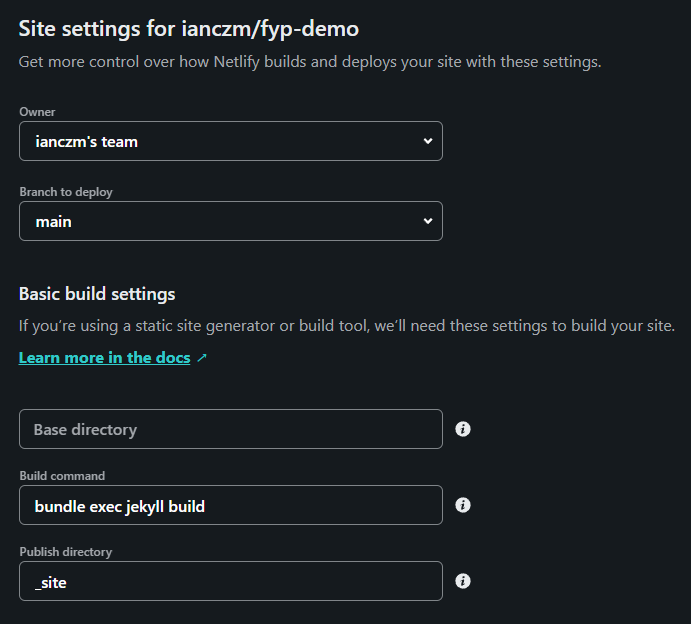 Site settings for ianczm/fyp-demo
Get more control over how Netlify builds and deploys your site with these settings.
Owner
ianczm's team
Branch to deploy
main
Basic build settings
If you’re using a static site generator or build tool, we’ll need these settings to build your site.
Learn more in the docs ↗
Base directory
Build command
bundle exec jekyll build
Publish directory
_site